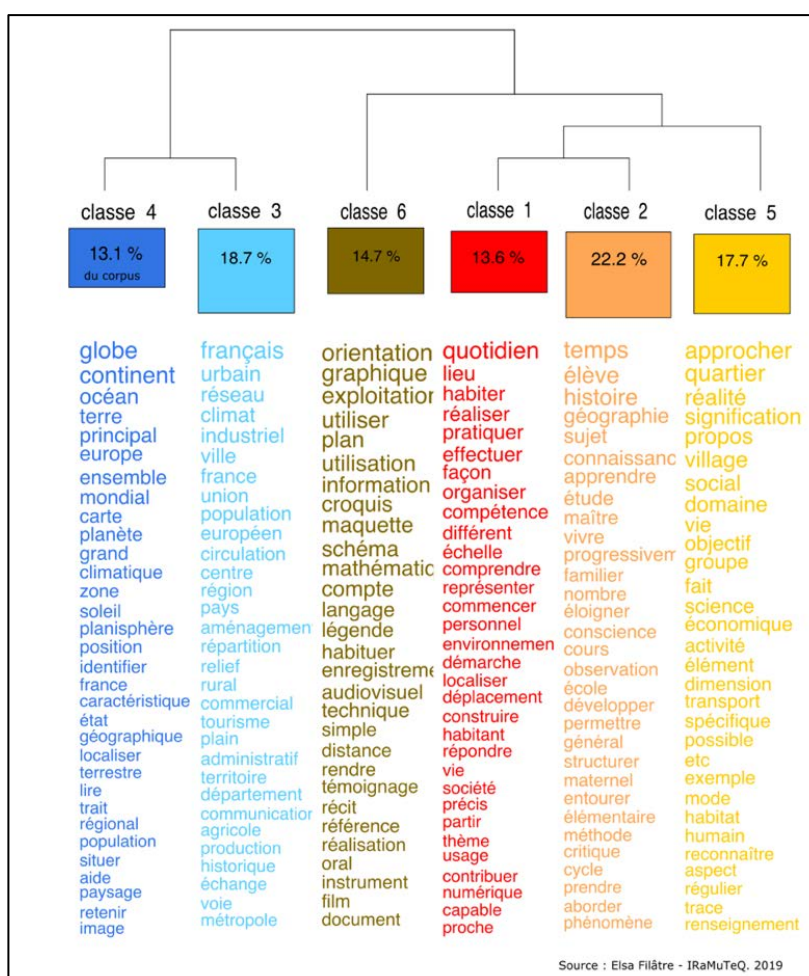 classe 4
13.1 %
du corpus
globe
continent
océan
terre
principal
europe
ensemble
mondial
carte
planète
grand
climatique
zone
soleil
planisphère
position
identifier
france
caractéristique
état
géographique
localiser
terrestre
lire
trait
régional
population
situer
aide
paysage
retenir
image
classe 3
18.7 %
français
urbain
réseau
climat
industriel
ville
france
union
population
européen
circulation
centre
région
pays
aménagemen
répartition
relief
rural
commercial
tourisme
plain
administratif
territoire
département
communication
agricole
production
historique
échange
voie
métropole
classe 6
14.7 %
orientation
graphique
exploitation
utiliser
plan
utilisation
information
croquis
maquette
schéma
mathématic
compte
langage
légende
habituer
enregistreme
audiovisuel
technique
simple
distance
rendre
témoignage
récit
référence
réalisation
oral
instrument
film
document
classe 1
13.6 %
quotidien
lieu
habiter
réaliser
pratiquer
effectuer
façon
organiser
compétence
différent
échelle
comprendre
représenter
commencer
personnel
environnemen
démarche
localiser
déplacement
construire
habitant
répondre
vie
société
précis
partir
thème
usage
contribuer
numérique
capable
proche
classe 2
22.2 %
temps
élève
histoire
géographie
sujet
connaissanc
apprendre
étude
maître
vivre
progressivem
familier
nombre
éloigner
conscience
cours
observation
école
développer
permettre
général
structurer
maternel
entourer
élémentaire
méthode
critique
cycle
prendre
aborder
phénomène
classe 5
17.7 %
approcher
quartier
réalité
signification
propos
village
social
domaine
vie
objectif
groupe
fait
science
économique
activité
élément
dimension
transport
spécifique
possible
etc
exemple
mode
habitat
humain
reconnaître
aspect
régulier
trace
renseignement
Source : Elsa Filâtre - IRaMuTeQ. 2019